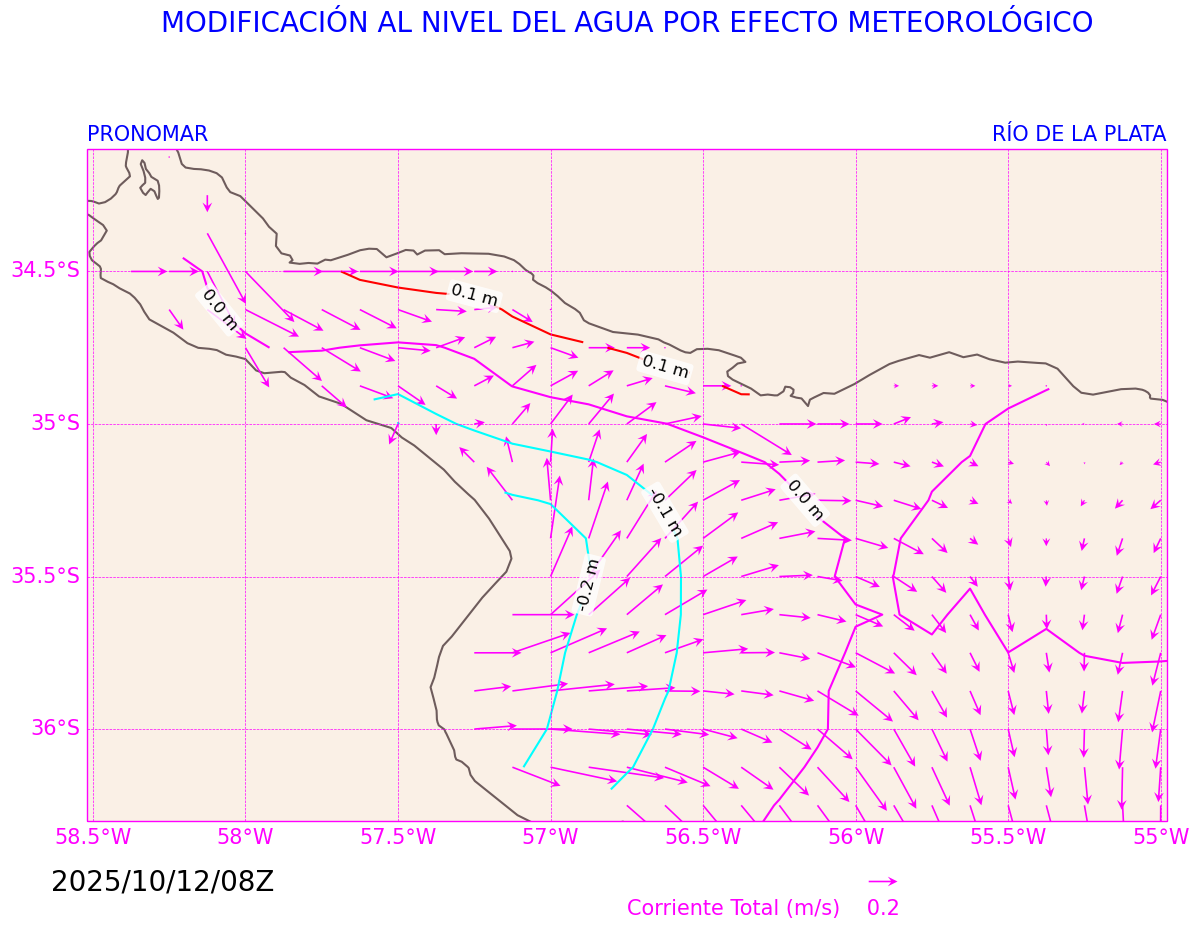 MODIFICACIÓN AL NIVEL DEL AGUA POR EFECTO METEOROLÓGICO
PRONOMAR
RÍO DE LA PLATA
34.5°S
35°S
35.5°S
36°S
0.0 m
0.1 m
0.1 m
0.0 m
-0.1 m
-0.2 m
58.5°W 58°W 57.5°W 57°W 56.5°W 56°W 55.5°W 55°W
2025/10/12/08Z
Corriente Total (m/s) 0.2